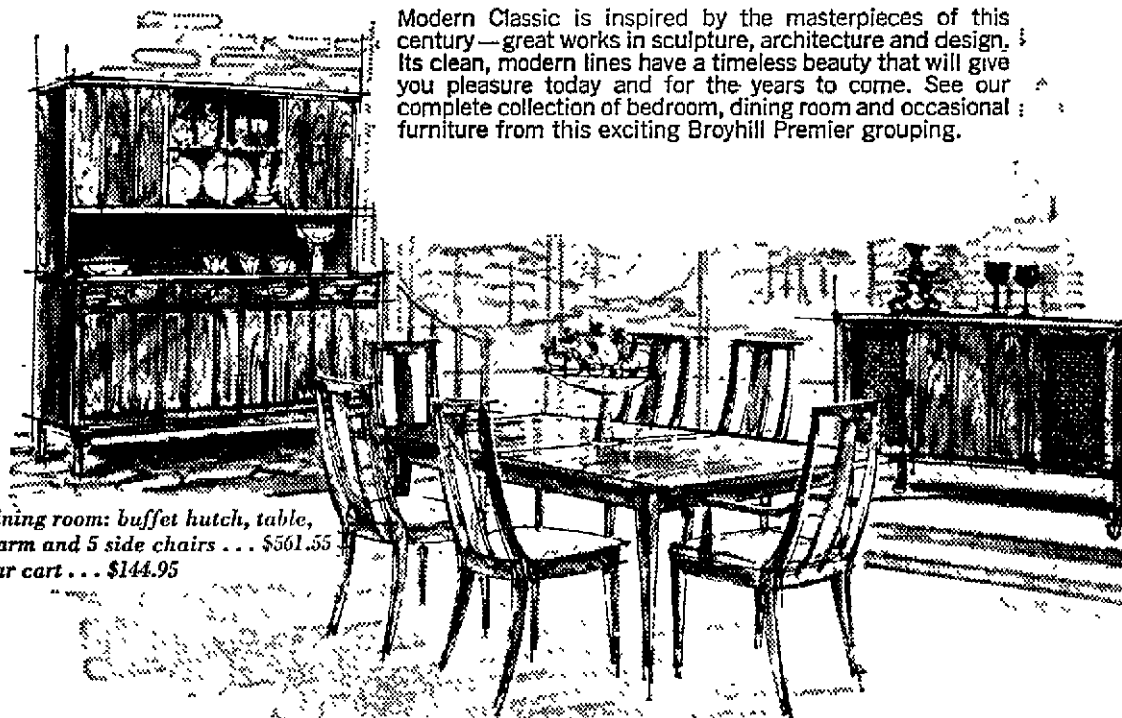 Modern Classic is inspired by the masterpieces of this
century—great works in sculpture, architecture and design.
Its clean, modern lines have a timeless beauty that will give
you pleasure today and for the years to come. See our
complete collection of bedroom, dining room and occasional
furniture from this exciting Broyhill Premier grouping.
ining room: buffet hutch, table,
arm and 5 side chairs . . . $561.55
ar cart . . . $144.95